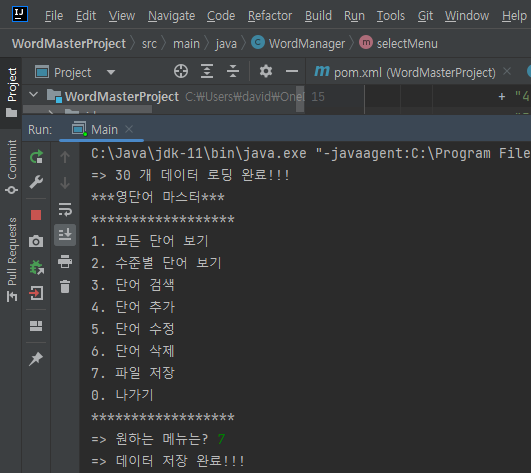 IJ File Edit View Navigate Code Refactor Build Run Tools Git Window Help
WordMasterProject > src > main > java > C WordManager > m selectMenu
Project
Project
m pom.xml (WordMasterProject)
WordMasterProject C:₩Users₩david₩One
15 + "4
Run: Main
Commit
Pull Requests
C:\Java\jdk-11\bin\java.exe "-javaagent:C:\Program File
=> 30 개 데이터 로딩 완료!!!
***영단어 마스터***
******************
1. 모든 단어 보기
2. 수준별 단어 보기
3. 단어 검색
4. 단어 추가
5. 단어 수정
6. 단어 삭제
7. 파일 저장
0. 나가기
******************
=> 원하는 메뉴는? 7
=> 데이터 저장 완료!!!